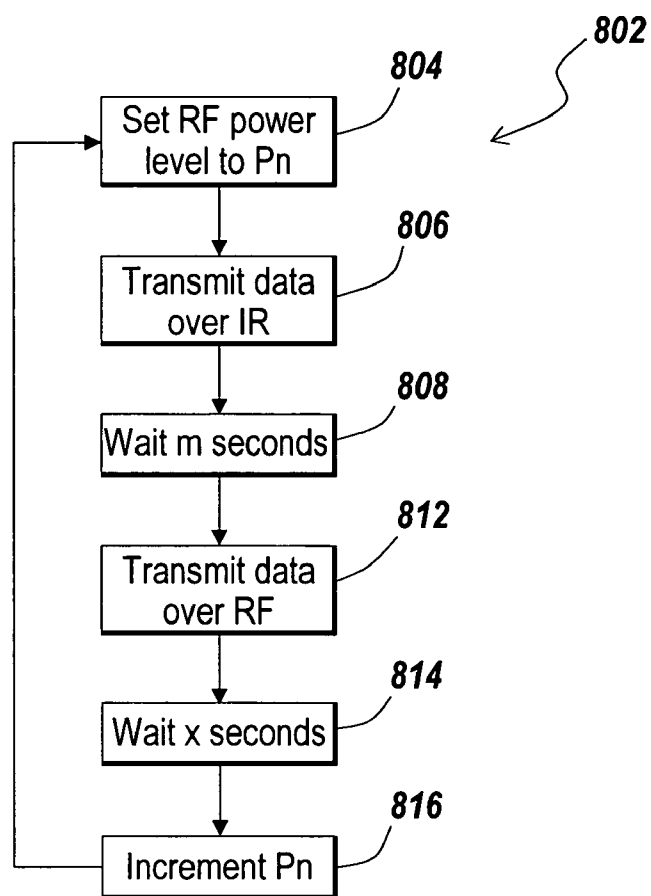 802
804
Set RF power
level to Pn
806
Transmit data
over IR
808
Wait m seconds
812
Transmit data
over RF
814
Wait x seconds
816
Increment Pn